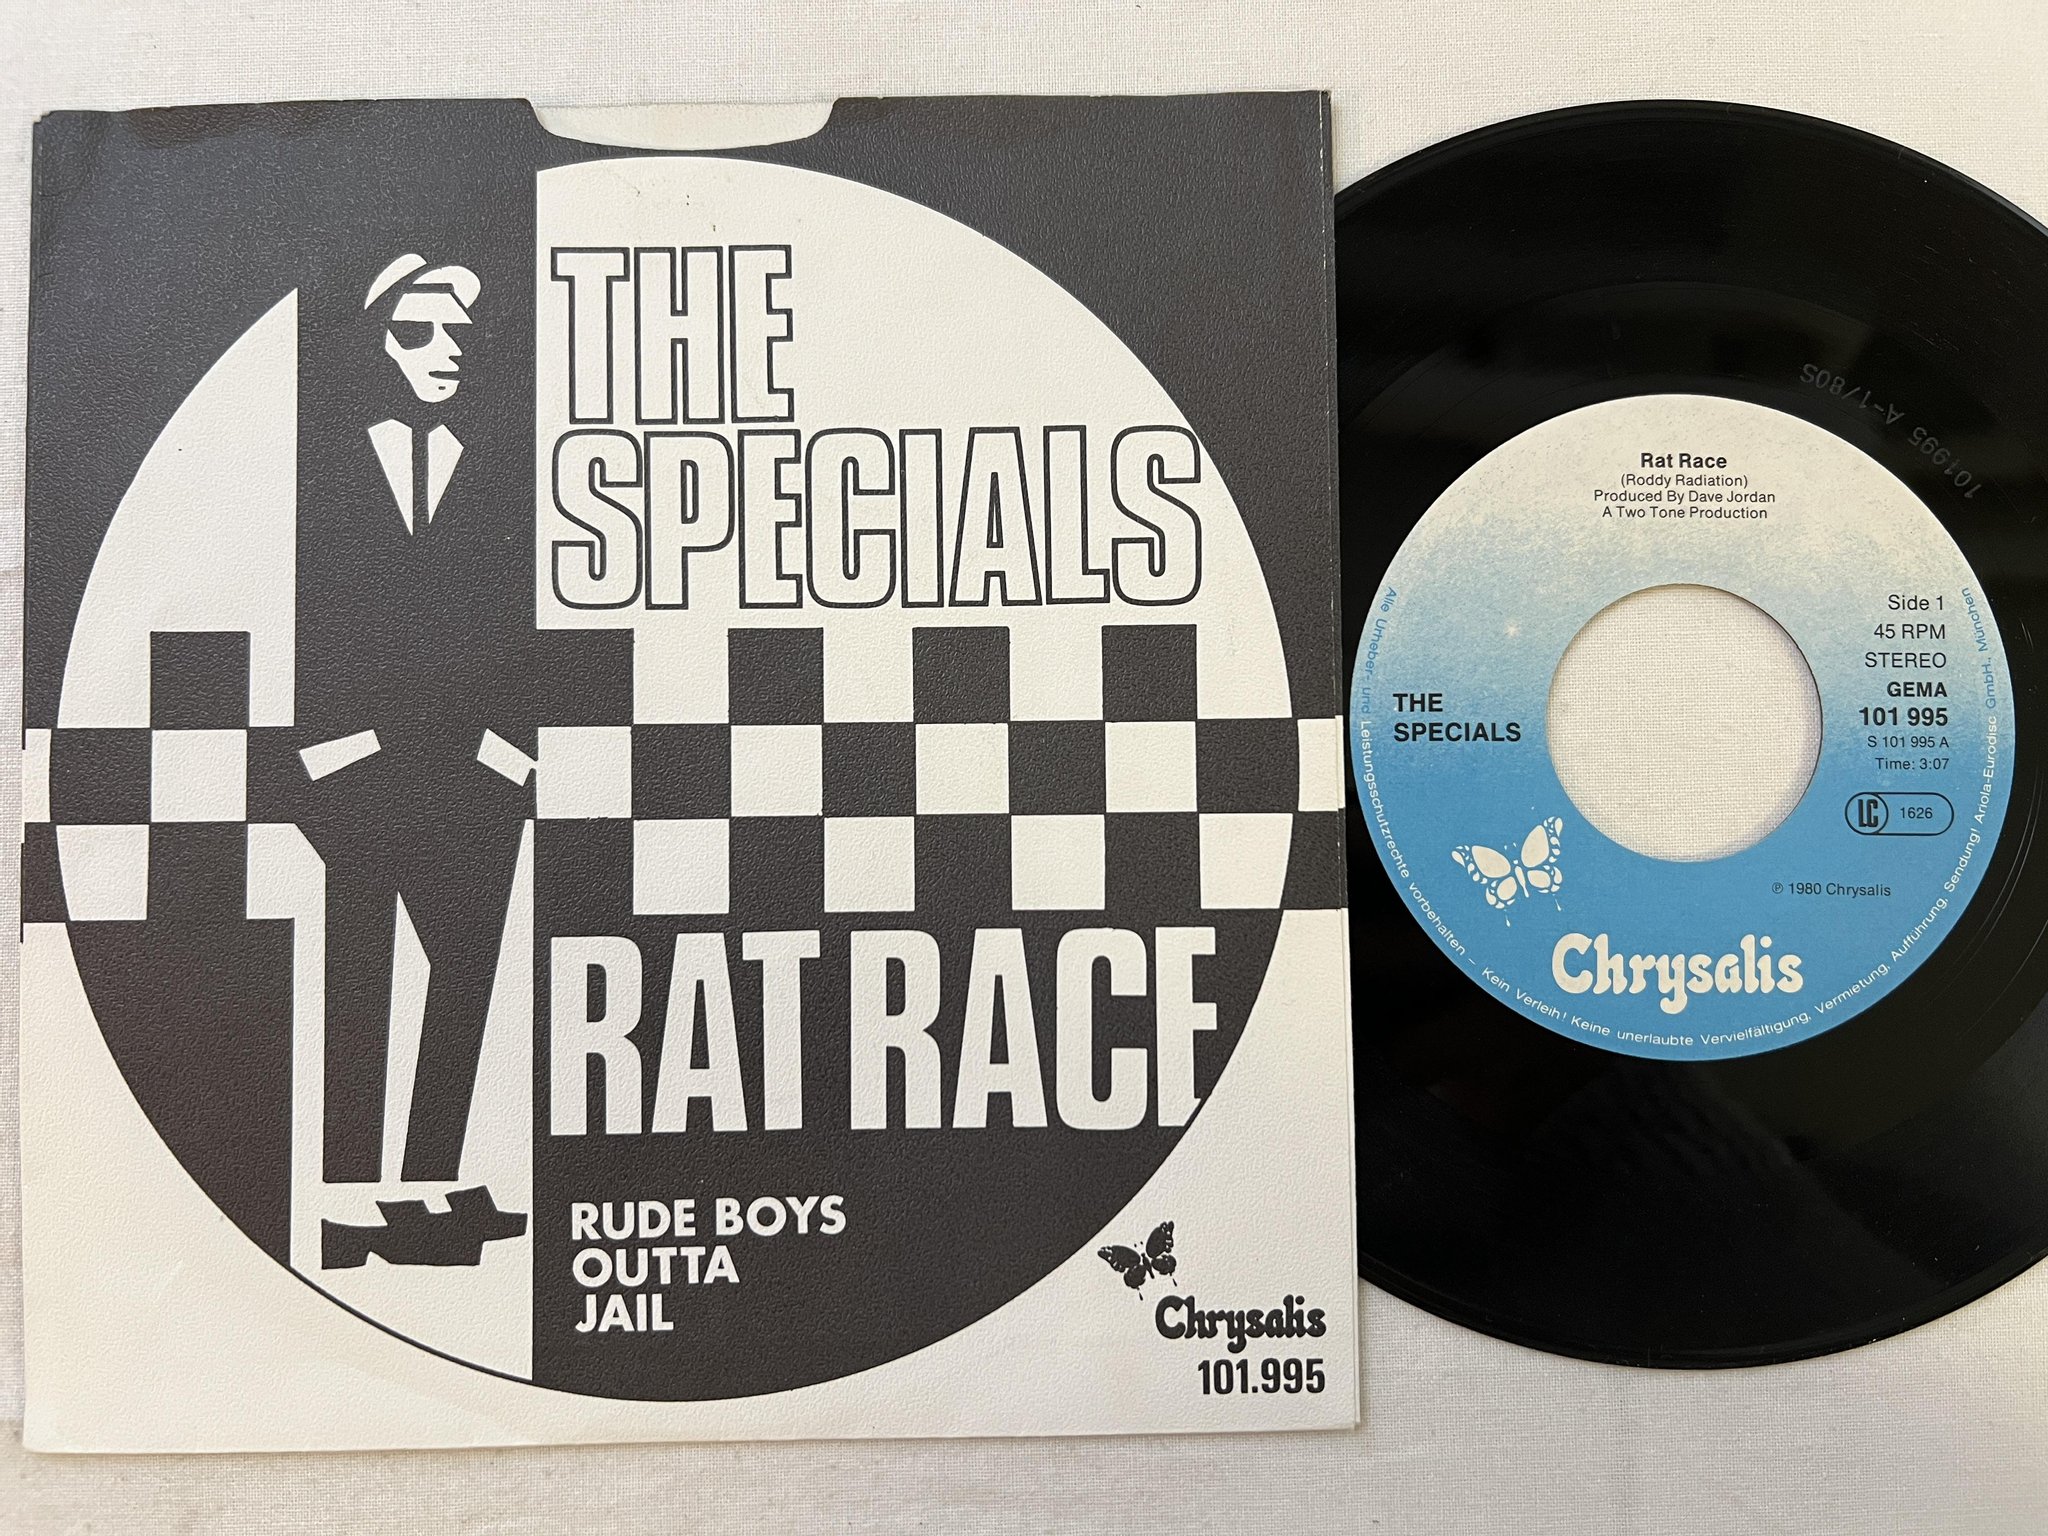 THE
SPECIALS
RAT RACE
RUDE BOYS
OUTTA
JAIL
Chrysalis
101.995
101995 A-1/80S
Rat Race
(Roddy Radiation)
Produced By Dave Jordan
A Two Tone Production
Side 1
45 RPM
STEREO
GEMA
101 995
S 101 995 A
Time: 3:07
THE
SPECIALS
LC 1626
℗ 1980 Chrysalis
Chrysalis
Alle Urheber- und Leistungsschutzrechte vorbehalten – Kein Verleih! Keine unerlaubte Vervielfältigung, Vermietung, Aufführung, Sendung! Ariola-Eurodisc GmbH., München